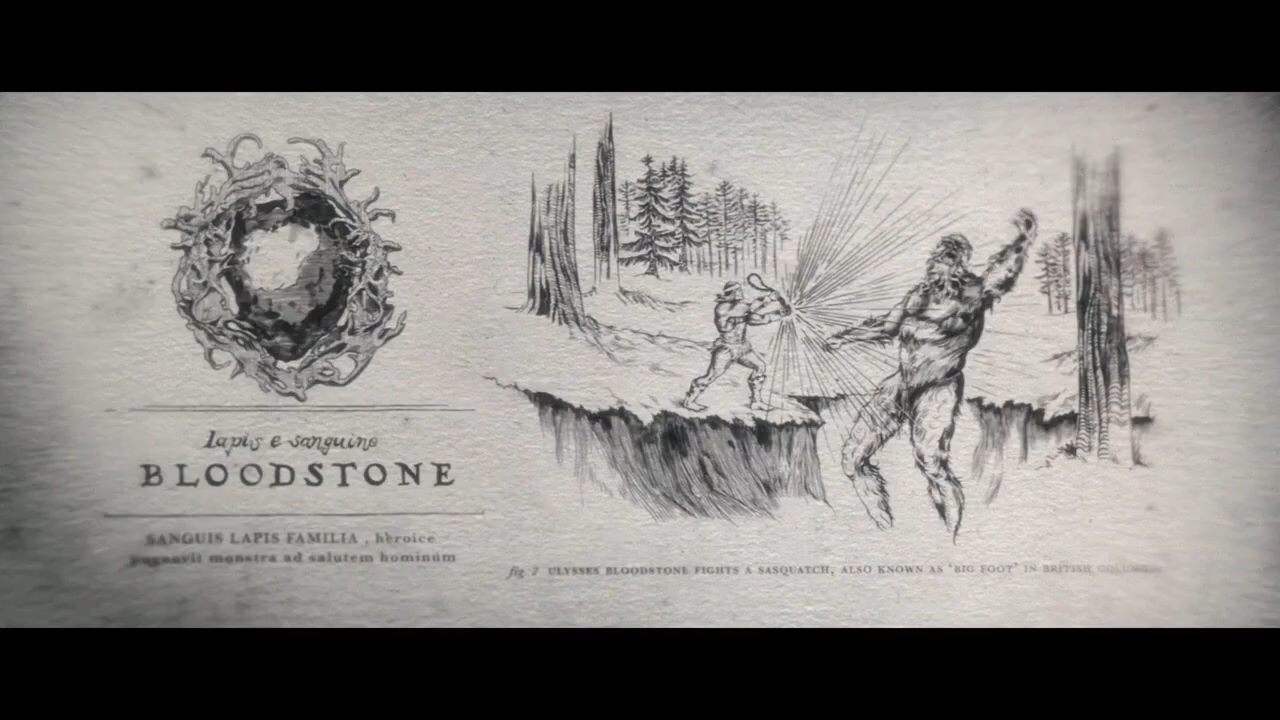 lapis e sanguine
BLOODSTONE
SANGUIS LAPIS FAMILIA, heroice
pugnavit monstra ad salutem hominum
fig. 2 ULYSSES BLOODSTONE FIGHTS A SASQUATCH, ALSO KNOWN AS 'BIG FOOT' IN BRITISH COLUMBIA